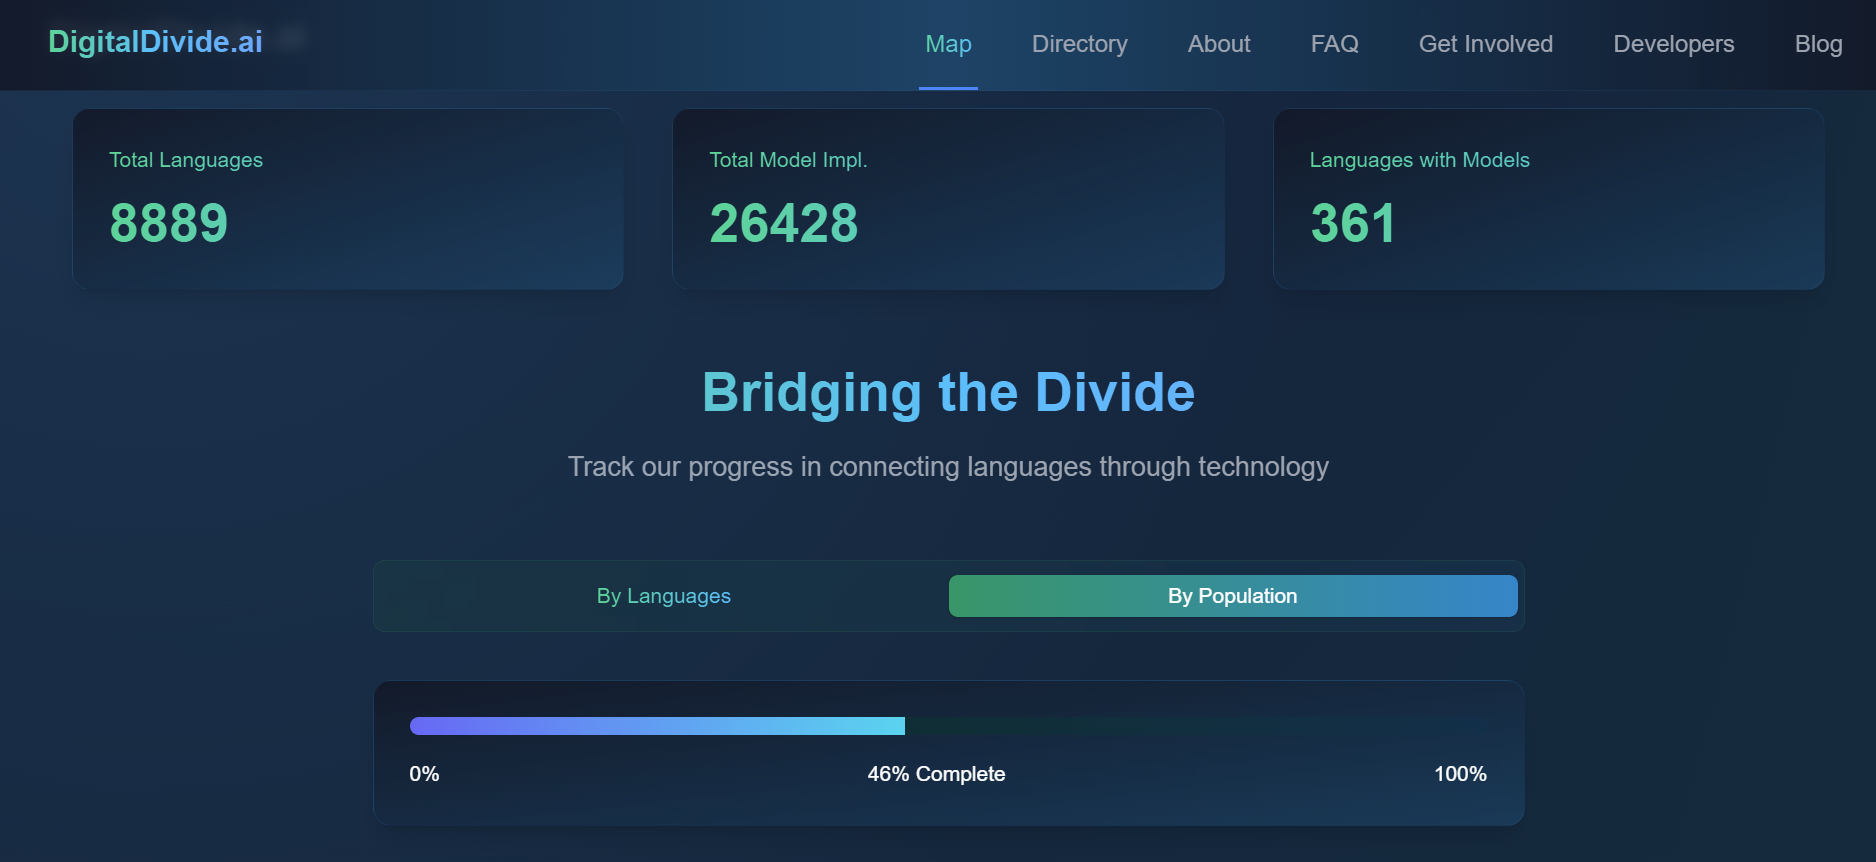 DigitalDivide.ai
Map
Directory
About
FAQ
Get Involved
Developers
Blog
Total Languages
8889
Total Model Impl.
26428
Languages with Models
361
Bridging the Divide
Track our progress in connecting languages through technology
By Languages
By Population
0%
46% Complete
100%